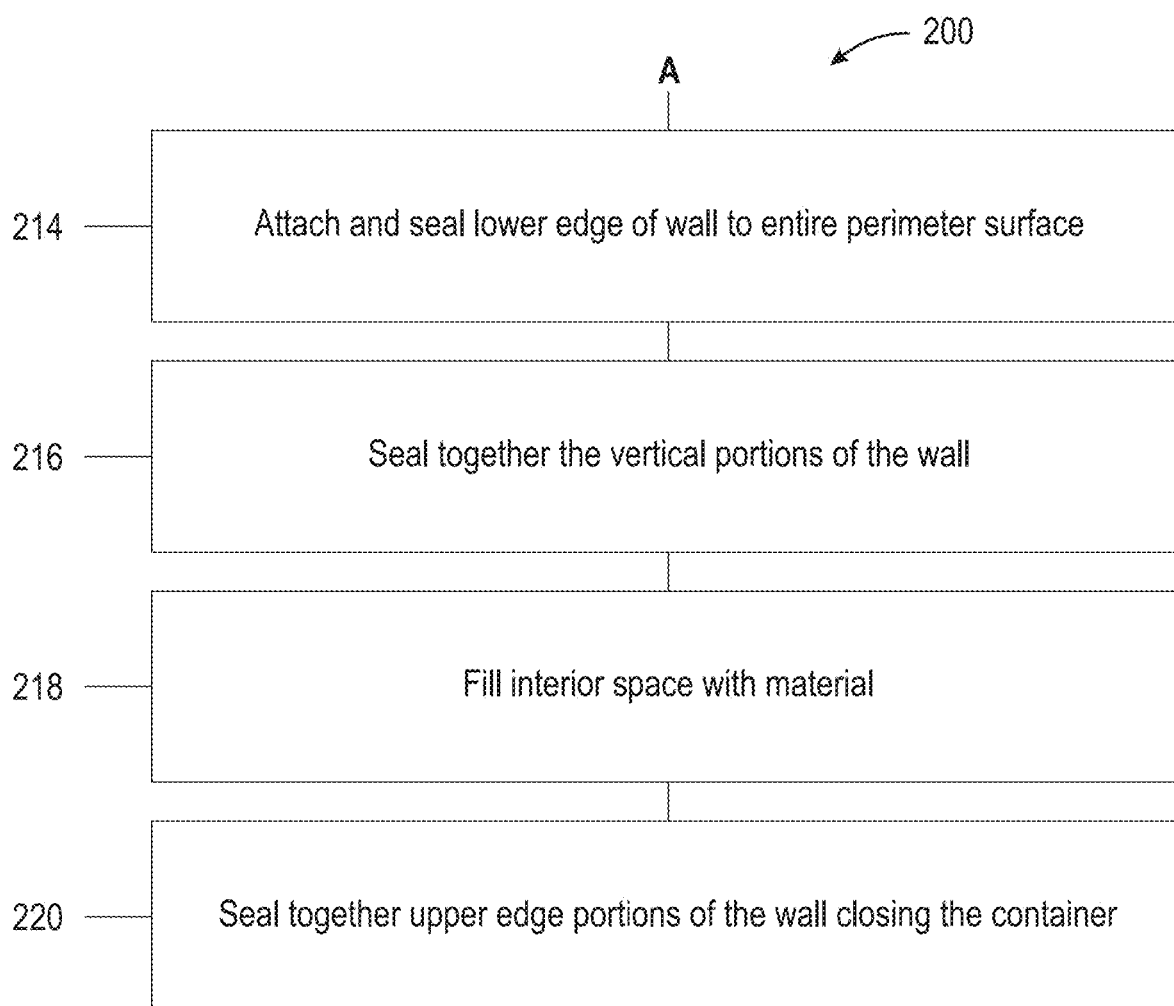 200
A
214 Attach and seal lower edge of wall to entire perimeter surface
216 Seal together the vertical portions of the wall
218 Fill interior space with material
220 Seal together upper edge portions of the wall closing the container